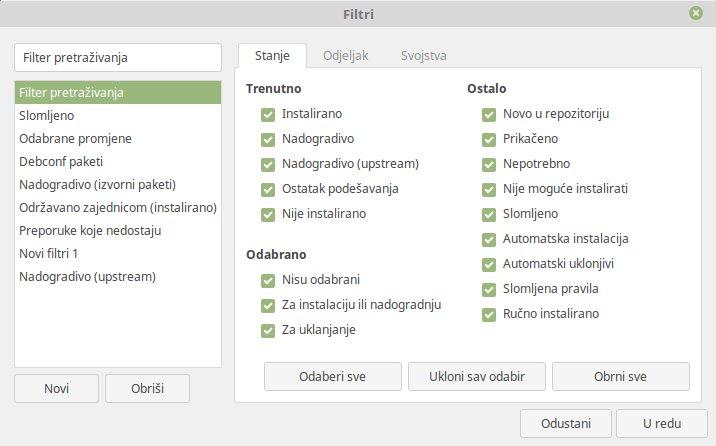 Filtri
Filter pretraživanja
Filter pretraživanja
Slomljeno
Odabrane promjene
Debconf paketi
Nadogradivo (izvorni paketi)
Održavano zajednicom (instalirano)
Preporuke koje nedostaju
Novi filtri 1
Nadogradivo (upstream)
Novi
Obriši
Stanje
Odjeljak
Svojstva
Trenutno
Instalirano
Nadogradivo
Nadogradivo (upstream)
Ostatak podešavanja
Nije instalirano
Odabrano
Nisu odabrani
Za instalaciju ili nadogradnju
Za uklanjanje
Ostalo
Novo u repozitoriju
Prikačeno
Nepotrebno
Nije moguće instalirati
Slomljeno
Automatska instalacija
Automatski uklonjivi
Slomljena pravila
Ručno instalirano
Odaberi sve
Ukloni sav odabir
Obrni sve
Odustani
U redu